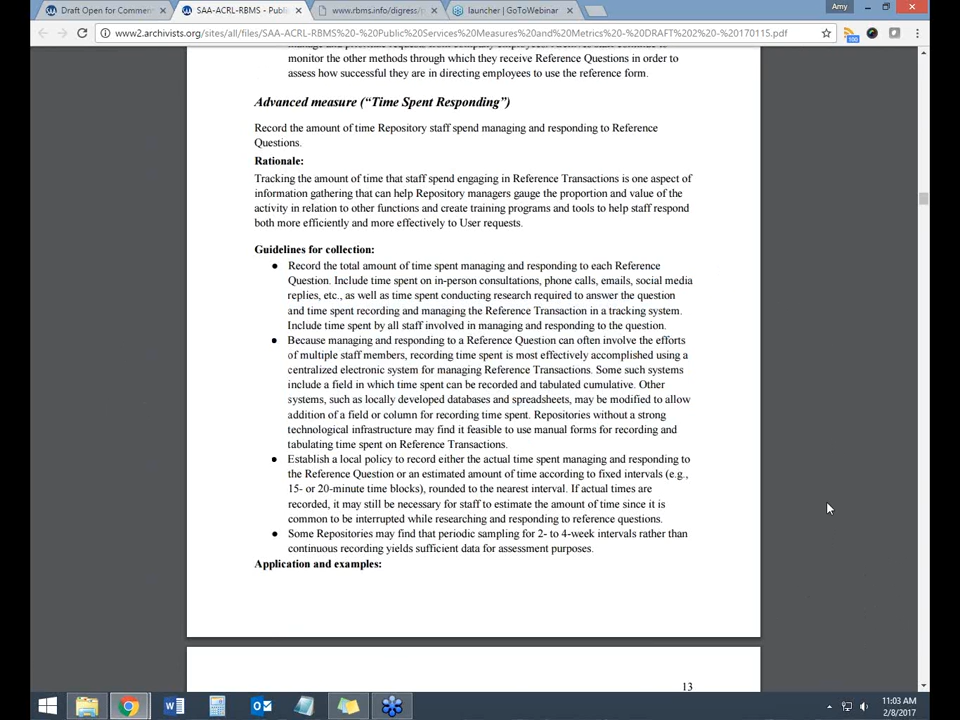 Draft Open for Commen
SAA-ACRL-RBMS - Publi
www.rbms.info/digress/p
launcher | GoToWebinar
Amy
www2.archivists.org/sites/all/files/SAA-ACRL-RBMS%20-%20Public%20Services%20Measures%20and%20Metrics%20-%20DRAFT%202%20-%20170115.pdf
100
monitor the other methods through which they receive Reference Questions in order to
assess how successful they are in directing employees to use the reference form.
Advanced measure (“Time Spent Responding”)
Record the amount of time Repository staff spend managing and responding to Reference
Questions.
Rationale:
Tracking the amount of time that staff spend engaging in Reference Transactions is one aspect of
information gathering that can help Repository managers gauge the proportion and value of the
activity in relation to other functions and create training programs and tools to help staff respond
both more efficiently and more effectively to User requests.
Guidelines for collection:
● Record the total amount of time spent managing and responding to each Reference
Question. Include time spent on in-person consultations, phone calls, emails, social media
replies, etc., as well as time spent conducting research required to answer the question
and time spent recording and managing the Reference Transaction in a tracking system.
Include time spent by all staff involved in managing and responding to the question.
● Because managing and responding to a Reference Question can often involve the efforts
of multiple staff members, recording time spent is most effectively accomplished using a
centralized electronic system for managing Reference Transactions. Some such systems
include a field in which time spent can be recorded and tabulated cumulative. Other
systems, such as locally developed databases and spreadsheets, may be modified to allow
addition of a field or column for recording time spent. Repositories without a strong
technological infrastructure may find it feasible to use manual forms for recording and
tabulating time spent on Reference Transactions.
● Establish a local policy to record either the actual time spent managing and responding to
the Reference Question or an estimated amount of time according to fixed intervals (e.g.,
15- or 20-minute time blocks), rounded to the nearest interval. If actual times are
recorded, it may still be necessary for staff to estimate the amount of time since it is
common to be interrupted while researching and responding to reference questions.
● Some Repositories may find that periodic sampling for 2- to 4-week intervals rather than
continuous recording yields sufficient data for assessment purposes.
Application and examples:
13
11:03 AM
2/8/2017